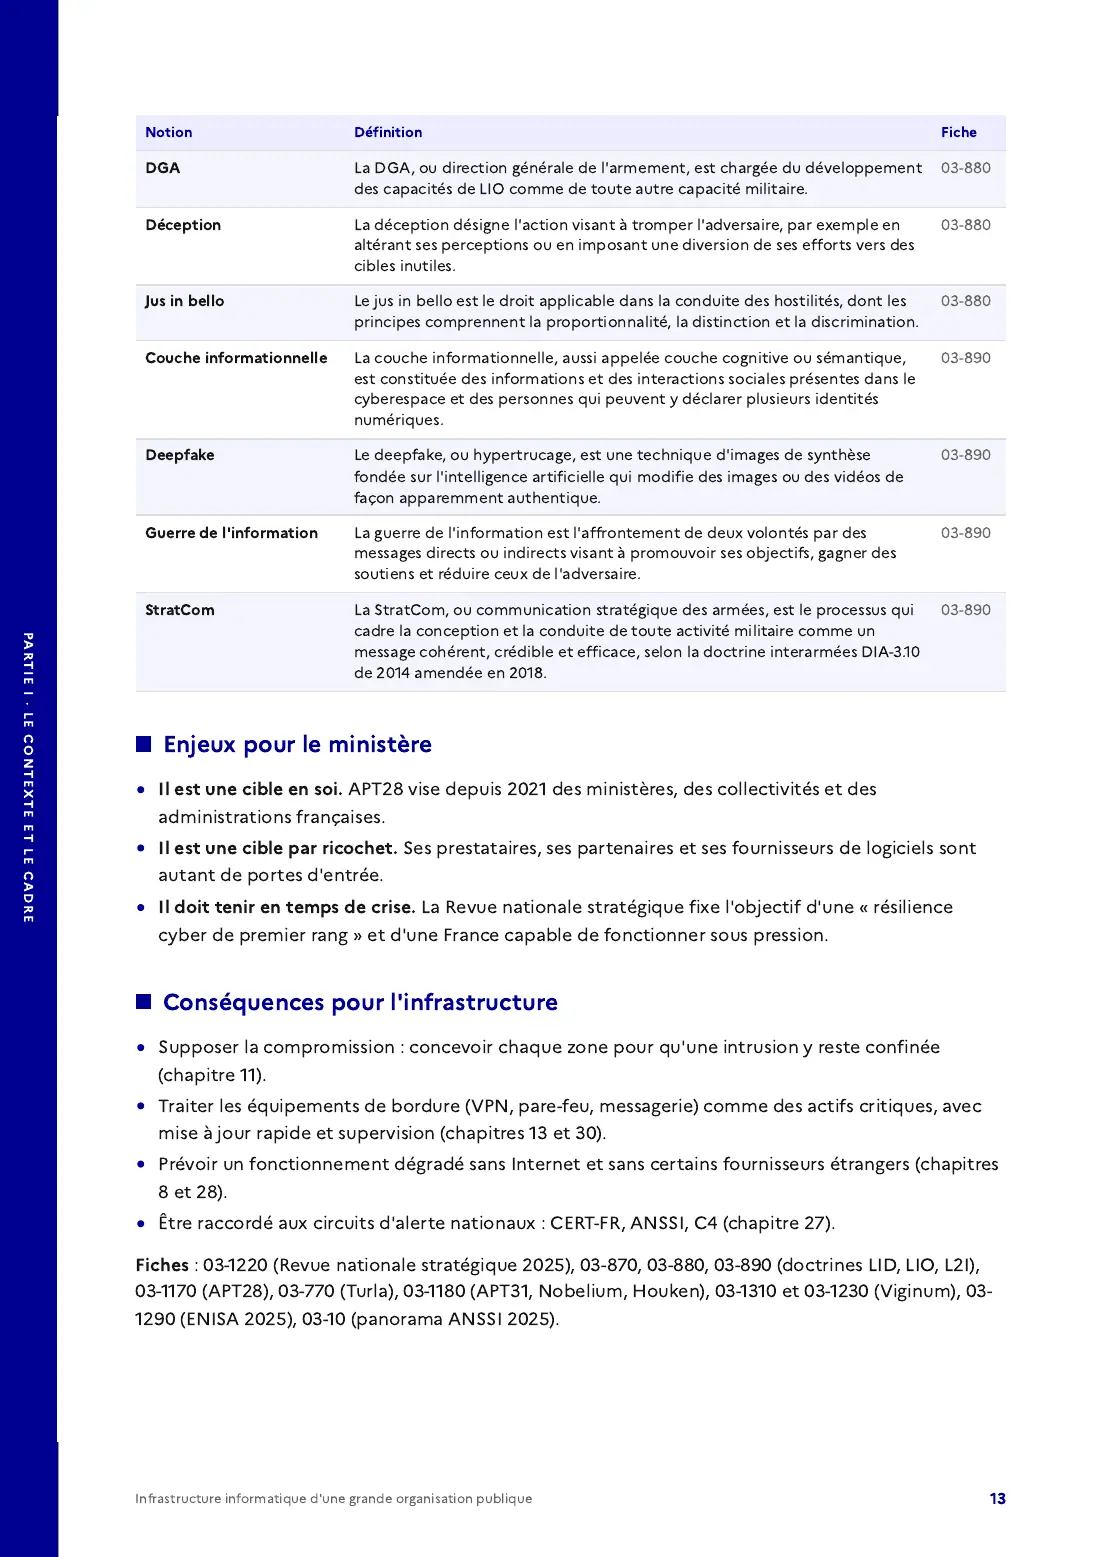 Notion Définition Fiche
DGA La DGA, ou direction générale de l'armement, est chargée du développement 03-880
des capacités de LIO comme de toute autre capacité militaire.
Déception La déception désigne l'action visant à tromper l'adversaire, par exemple en 03-880
altérant ses perceptions ou en imposant une diversion de ses efforts vers des
cibles inutiles.
Jus in bello Le jus in bello est le droit applicable dans la conduite des hostilités, dont les 03-880
principes comprennent la proportionnalité, la distinction et la discrimination.
Couche informationnelle La couche informationnelle, aussi appelée couche cognitive ou sémantique, 03-890
est constituée des informations et des interactions sociales présentes dans le
cyberespace et des personnes qui peuvent y déclarer plusieurs identités
numériques.
Deepfake Le deepfake, ou hypertrucage, est une technique d'images de synthèse 03-890
fondée sur l'intelligence artificielle qui modifie des images ou des vidéos de
façon apparemment authentique.
Guerre de l'information La guerre de l'information est l'affrontement de deux volontés par des 03-890
messages directs ou indirects visant à promouvoir ses objectifs, gagner des
soutiens et réduire ceux de l'adversaire.
StratCom La StratCom, ou communication stratégique des armées, est le processus qui 03-890
cadre la conception et la conduite de toute activité militaire comme un
message cohérent, crédible et efficace, selon la doctrine interarmées DIA-3.10
de 2014 amendée en 2018.
PARTIE I · LE CONTEXTE ET LE CADRE
Enjeux pour le ministère
• Il est une cible en soi. APT28 vise depuis 2021 des ministères, des collectivités et des
administrations françaises.
• Il est une cible par ricochet. Ses prestataires, ses partenaires et ses fournisseurs de logiciels sont
autant de portes d'entrée.
• Il doit tenir en temps de crise. La Revue nationale stratégique fixe l'objectif d'une « résilience
cyber de premier rang » et d'une France capable de fonctionner sous pression.
Conséquences pour l'infrastructure
• Supposer la compromission : concevoir chaque zone pour qu'une intrusion y reste confinée
(chapitre 11).
• Traiter les équipements de bordure (VPN, pare-feu, messagerie) comme des actifs critiques, avec
mise à jour rapide et supervision (chapitres 13 et 30).
• Prévoir un fonctionnement dégradé sans Internet et sans certains fournisseurs étrangers (chapitres
8 et 28).
• Être raccordé aux circuits d'alerte nationaux : CERT-FR, ANSSI, C4 (chapitre 27).
Fiches : 03-1220 (Revue nationale stratégique 2025), 03-870, 03-880, 03-890 (doctrines LID, LIO, L2I),
03-1170 (APT28), 03-770 (Turla), 03-1180 (APT31, Nobelium, Houken), 03-1310 et 03-1230 (Viginum), 03-
1290 (ENISA 2025), 03-10 (panorama ANSSI 2025).
Infrastructure informatique d'une grande organisation publique 13